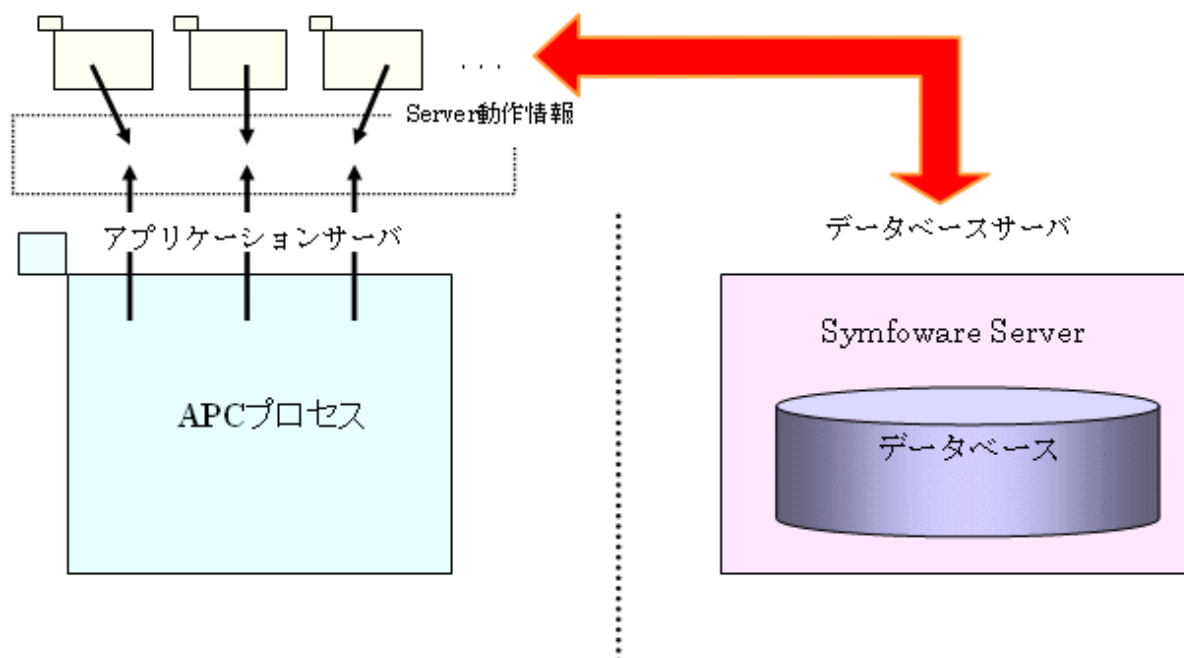 . . .
Server動作情報
アプリケーションサーバ
データベースサーバ
Symfoware Server
APCプロセス
データベース